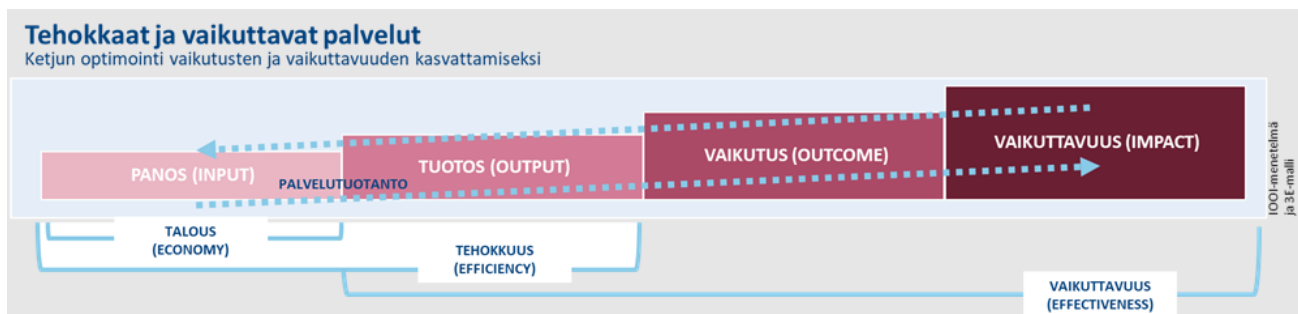 Tehokkaat ja vaikuttavat palvelut
Ketjun optimointi vaikutusten ja vaikuttavuuden kasvattamiseksi
PANOS (INPUT)
PALVELUTUOTANTO
TUOTOS (OUTPUT)
VAIKUTUS (OUTCOME)
VAIKUTTAVUUS (IMPACT)
IOOI-menetelmä
ja 3E-malli
TALOUS
(ECONOMY)
TEHOKKUUS
(EFFICIENCY)
VAIKUTTAVUUS
(EFFECTIVENESS)